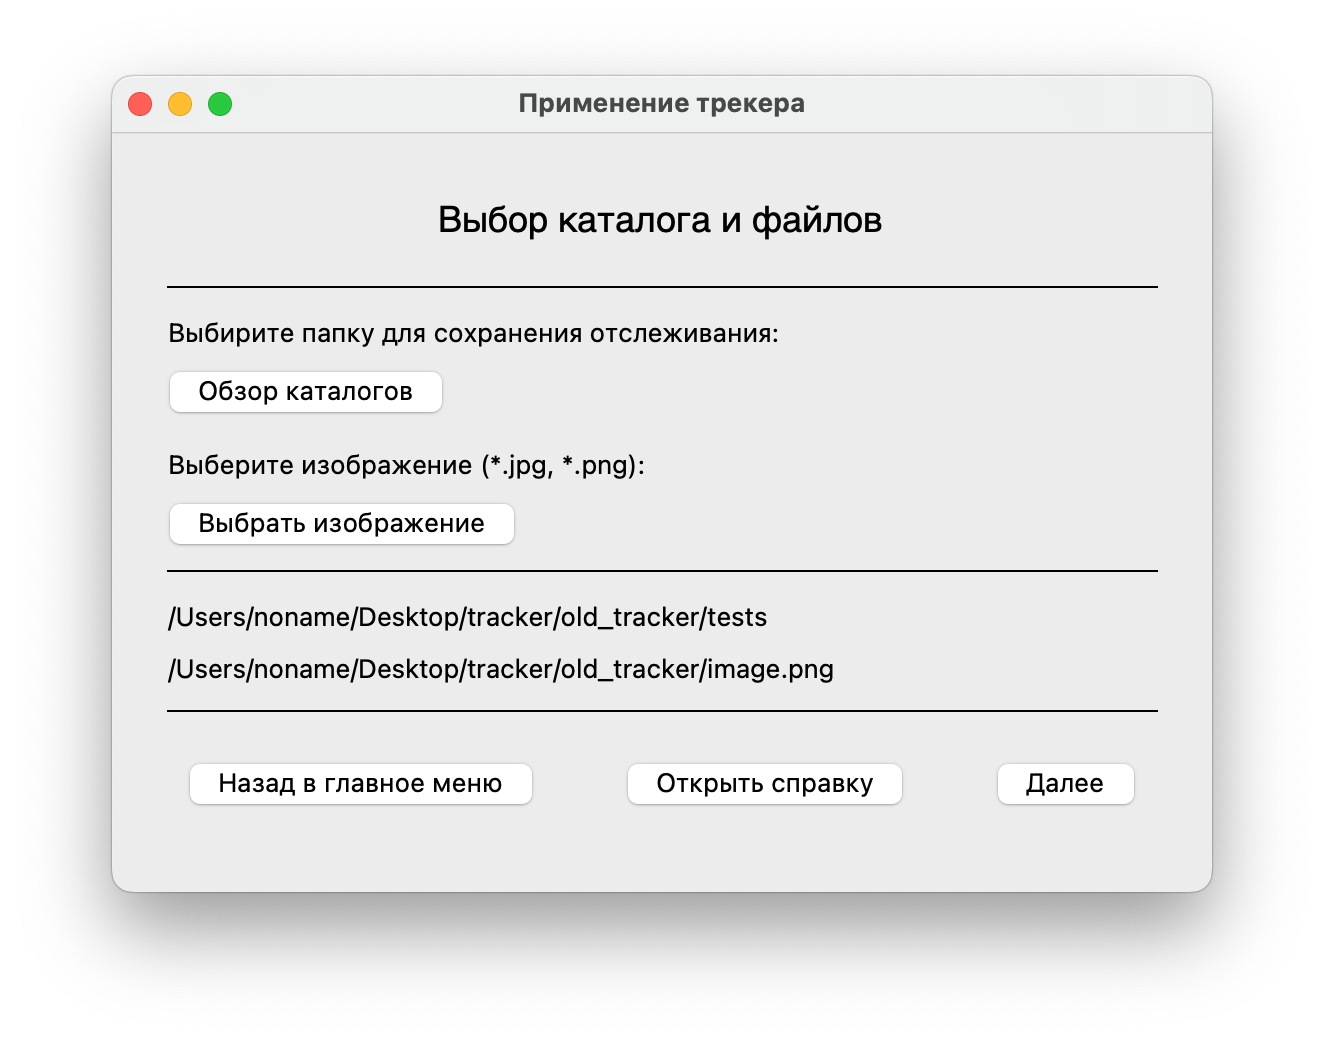 Применение трекера
Выбор каталога и файлов
Выбирите папку для сохранения отслеживания:
Обзор каталогов
Выберите изображение (*.jpg, *.png):
Выбрать изображение
/Users/noname/Desktop/tracker/old_tracker/tests
/Users/noname/Desktop/tracker/old_tracker/image.png
Назад в главное меню
Открыть справку
Далее